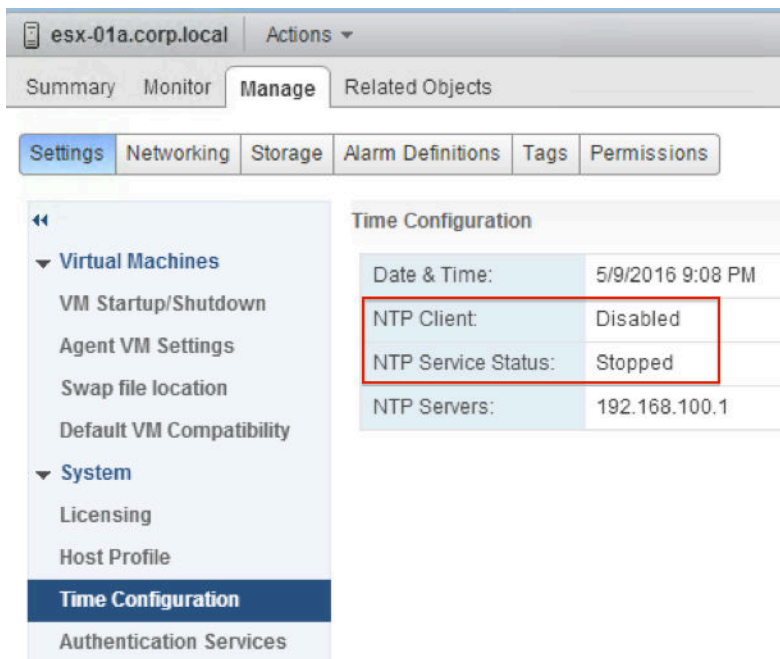 esx-01a.corp.local Actions
Summary Monitor Manage Related Objects
Settings Networking Storage Alarm Definitions Tags Permissions
Virtual Machines
VM Startup/Shutdown
Agent VM Settings
Swap file location
Default VM Compatibility
System
Licensing
Host Profile
Time Configuration
Authentication Services
Time Configuration
Date & Time: 5/9/2016 9:08 PM
NTP Client: Disabled
NTP Service Status: Stopped
NTP Servers: 192.168.100.1